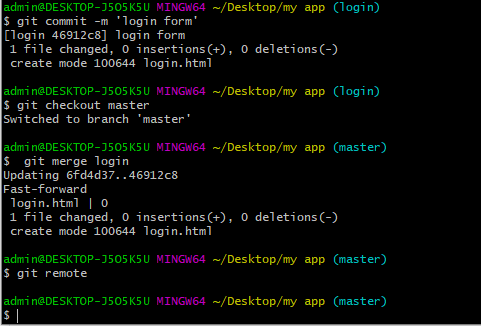 admin@DESKTOP-J5O5K5U MINGW64 ~/Desktop/my app (login)
$ git commit -m 'login form'
[login 46912c8] login form
 1 file changed, 0 insertions(+), 0 deletions(-)
 create mode 100644 login.html

admin@DESKTOP-J5O5K5U MINGW64 ~/Desktop/my app (login)
$ git checkout master
Switched to branch 'master'

admin@DESKTOP-J5O5K5U MINGW64 ~/Desktop/my app (master)
$  git merge login
Updating 6fd4d37..46912c8
Fast-forward
 login.html | 0
 1 file changed, 0 insertions(+), 0 deletions(-)
 create mode 100644 login.html

admin@DESKTOP-J5O5K5U MINGW64 ~/Desktop/my app (master)
$ git remote

admin@DESKTOP-J5O5K5U MINGW64 ~/Desktop/my app (master)
$